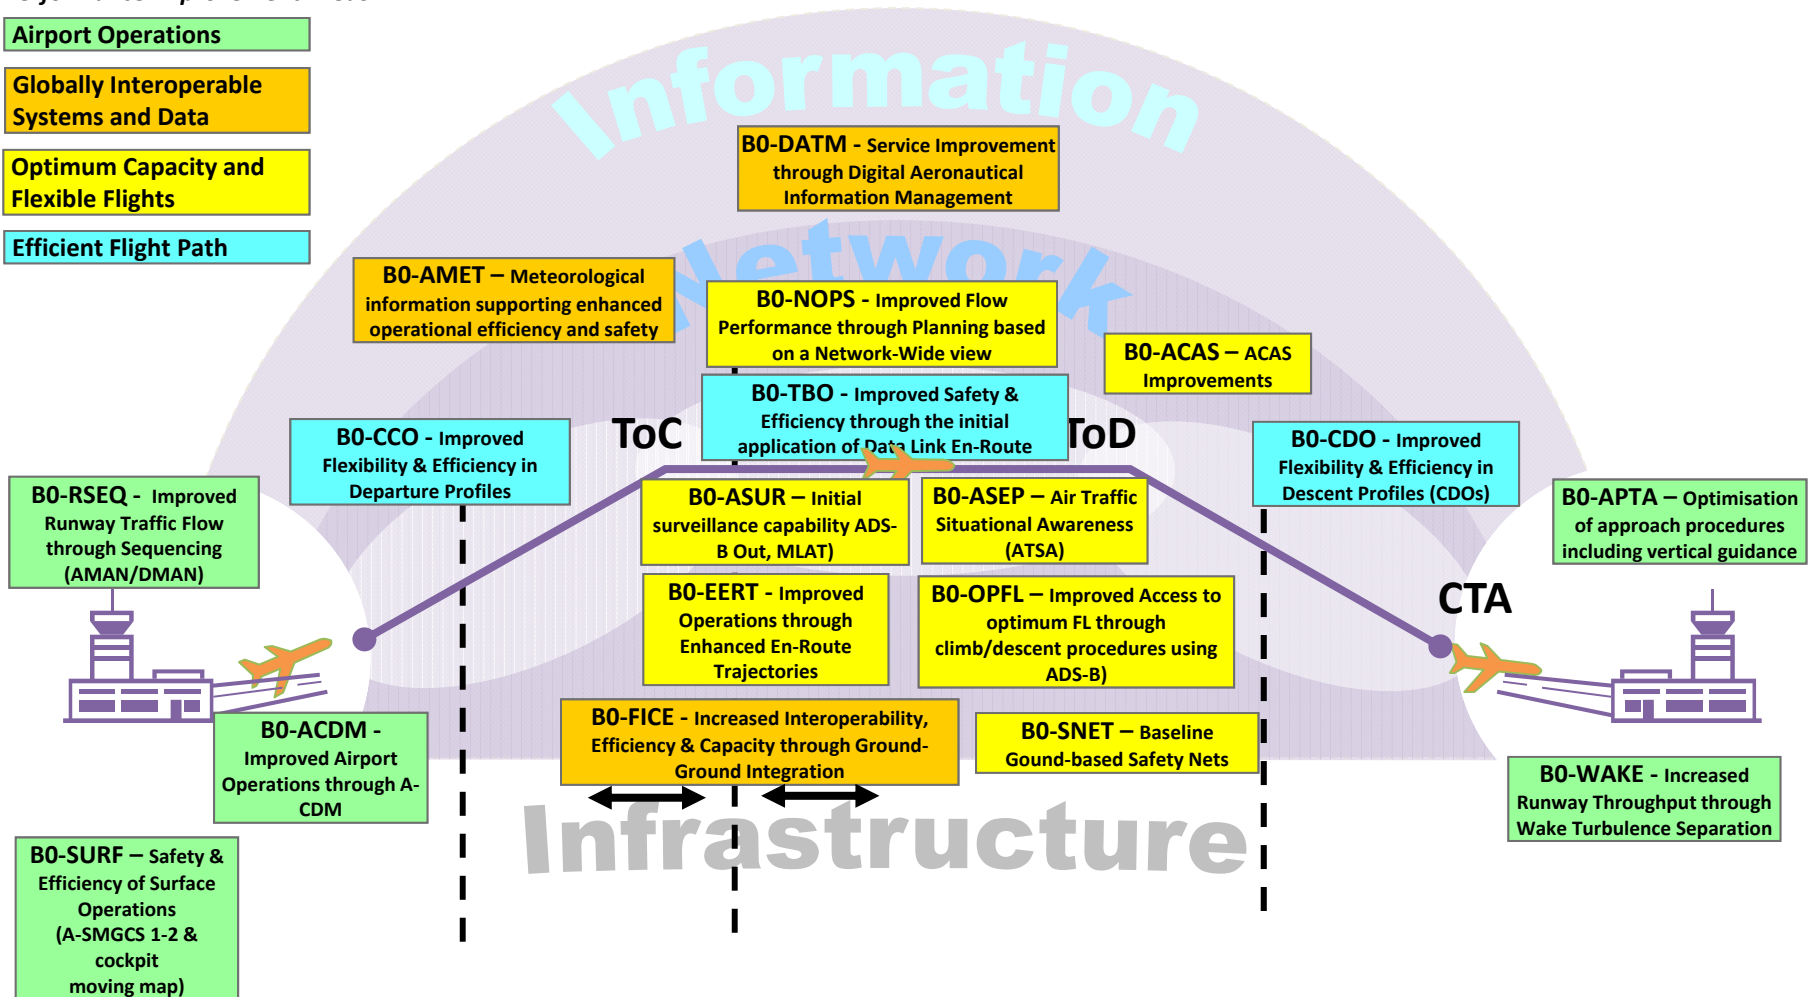 Airport Operations
Globally Interoperable
Systems and Data
Optimum Capacity and
Flexible Flights
Efficient Flight Path
Information
B0-DATM - Service Improvement
through Digital Aeronautical
Information Management
Network
B0-AMET – Meteorological
information supporting enhanced
operational efficiency and safety
B0-NOPS - Improved Flow
Performance through Planning based
on a Network-Wide view
B0-ACAS – ACAS
Improvements
B0-TBO - Improved Safety &
Efficiency through the initial
application of Data Link En-Route
ToC
ToD
B0-CCO - Improved
Flexibility & Efficiency in
Departure Profiles
B0-CDO - Improved
Flexibility & Efficiency in
Descent Profiles (CDOs)
B0-RSEQ - Improved
Runway Traffic Flow
through Sequencing
(AMAN/DMAN)
B0-ASUR – Initial
surveillance capability ADS-
B Out, MLAT)
B0-ASEP – Air Traffic
Situational Awareness
(ATSA)
B0-APTA – Optimisation
of approach procedures
including vertical guidance
B0-EERT - Improved
Operations through
Enhanced En-Route
Trajectories
B0-OPFL – Improved Access to
optimum FL through
climb/descent procedures using
ADS-B)
CTA
B0-ACDM -
Improved Airport
Operations through A-
CDM
B0-FICE - Increased Interoperability,
Efficiency & Capacity through Ground-
Ground Integration
B0-SNET – Baseline
Gound-based Safety Nets
B0-WAKE - Increased
Runway Throughput through
Wake Turbulence Separation
Infrastructure
B0-SURF – Safety &
Efficiency of Surface
Operations
(A-SMGCS 1-2 &
cockpit
moving map)